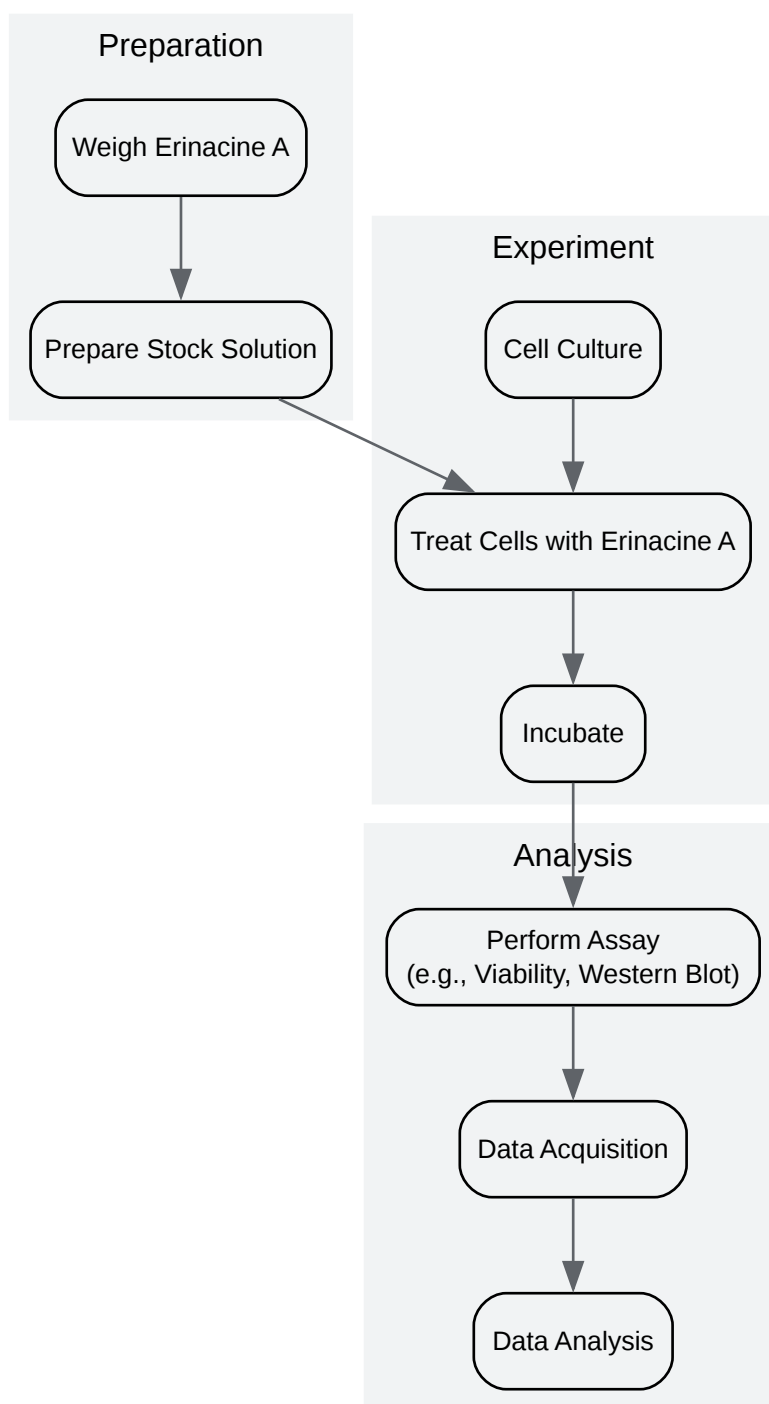 Preparation
Weigh Erinacine A
Prepare Stock Solution
Experiment
Cell Culture
Treat Cells with Erinacine A
Incubate
Analysis
Perform Assay
(e.g., Viability, Western Blot)
Data Acquisition
Data Analysis